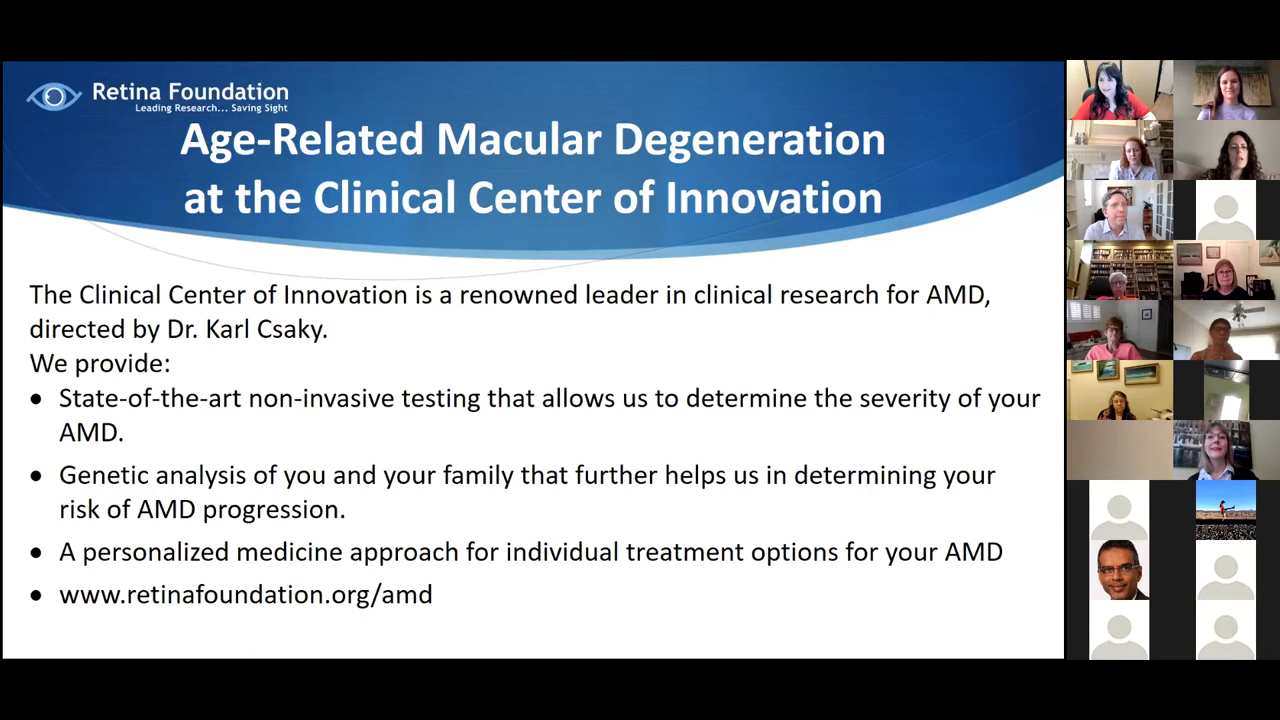 Retina Foundation
Leading Research... Saving Sight
Age-Related Macular Degeneration
at the Clinical Center of Innovation
The Clinical Center of Innovation is a renowned leader in clinical research for AMD,
directed by Dr. Karl Csaky.
We provide:
• State-of-the-art non-invasive testing that allows us to determine the severity of your
AMD.
• Genetic analysis of you and your family that further helps us in determining your
risk of AMD progression.
• A personalized medicine approach for individual treatment options for your AMD
• www.retinafoundation.org/amd